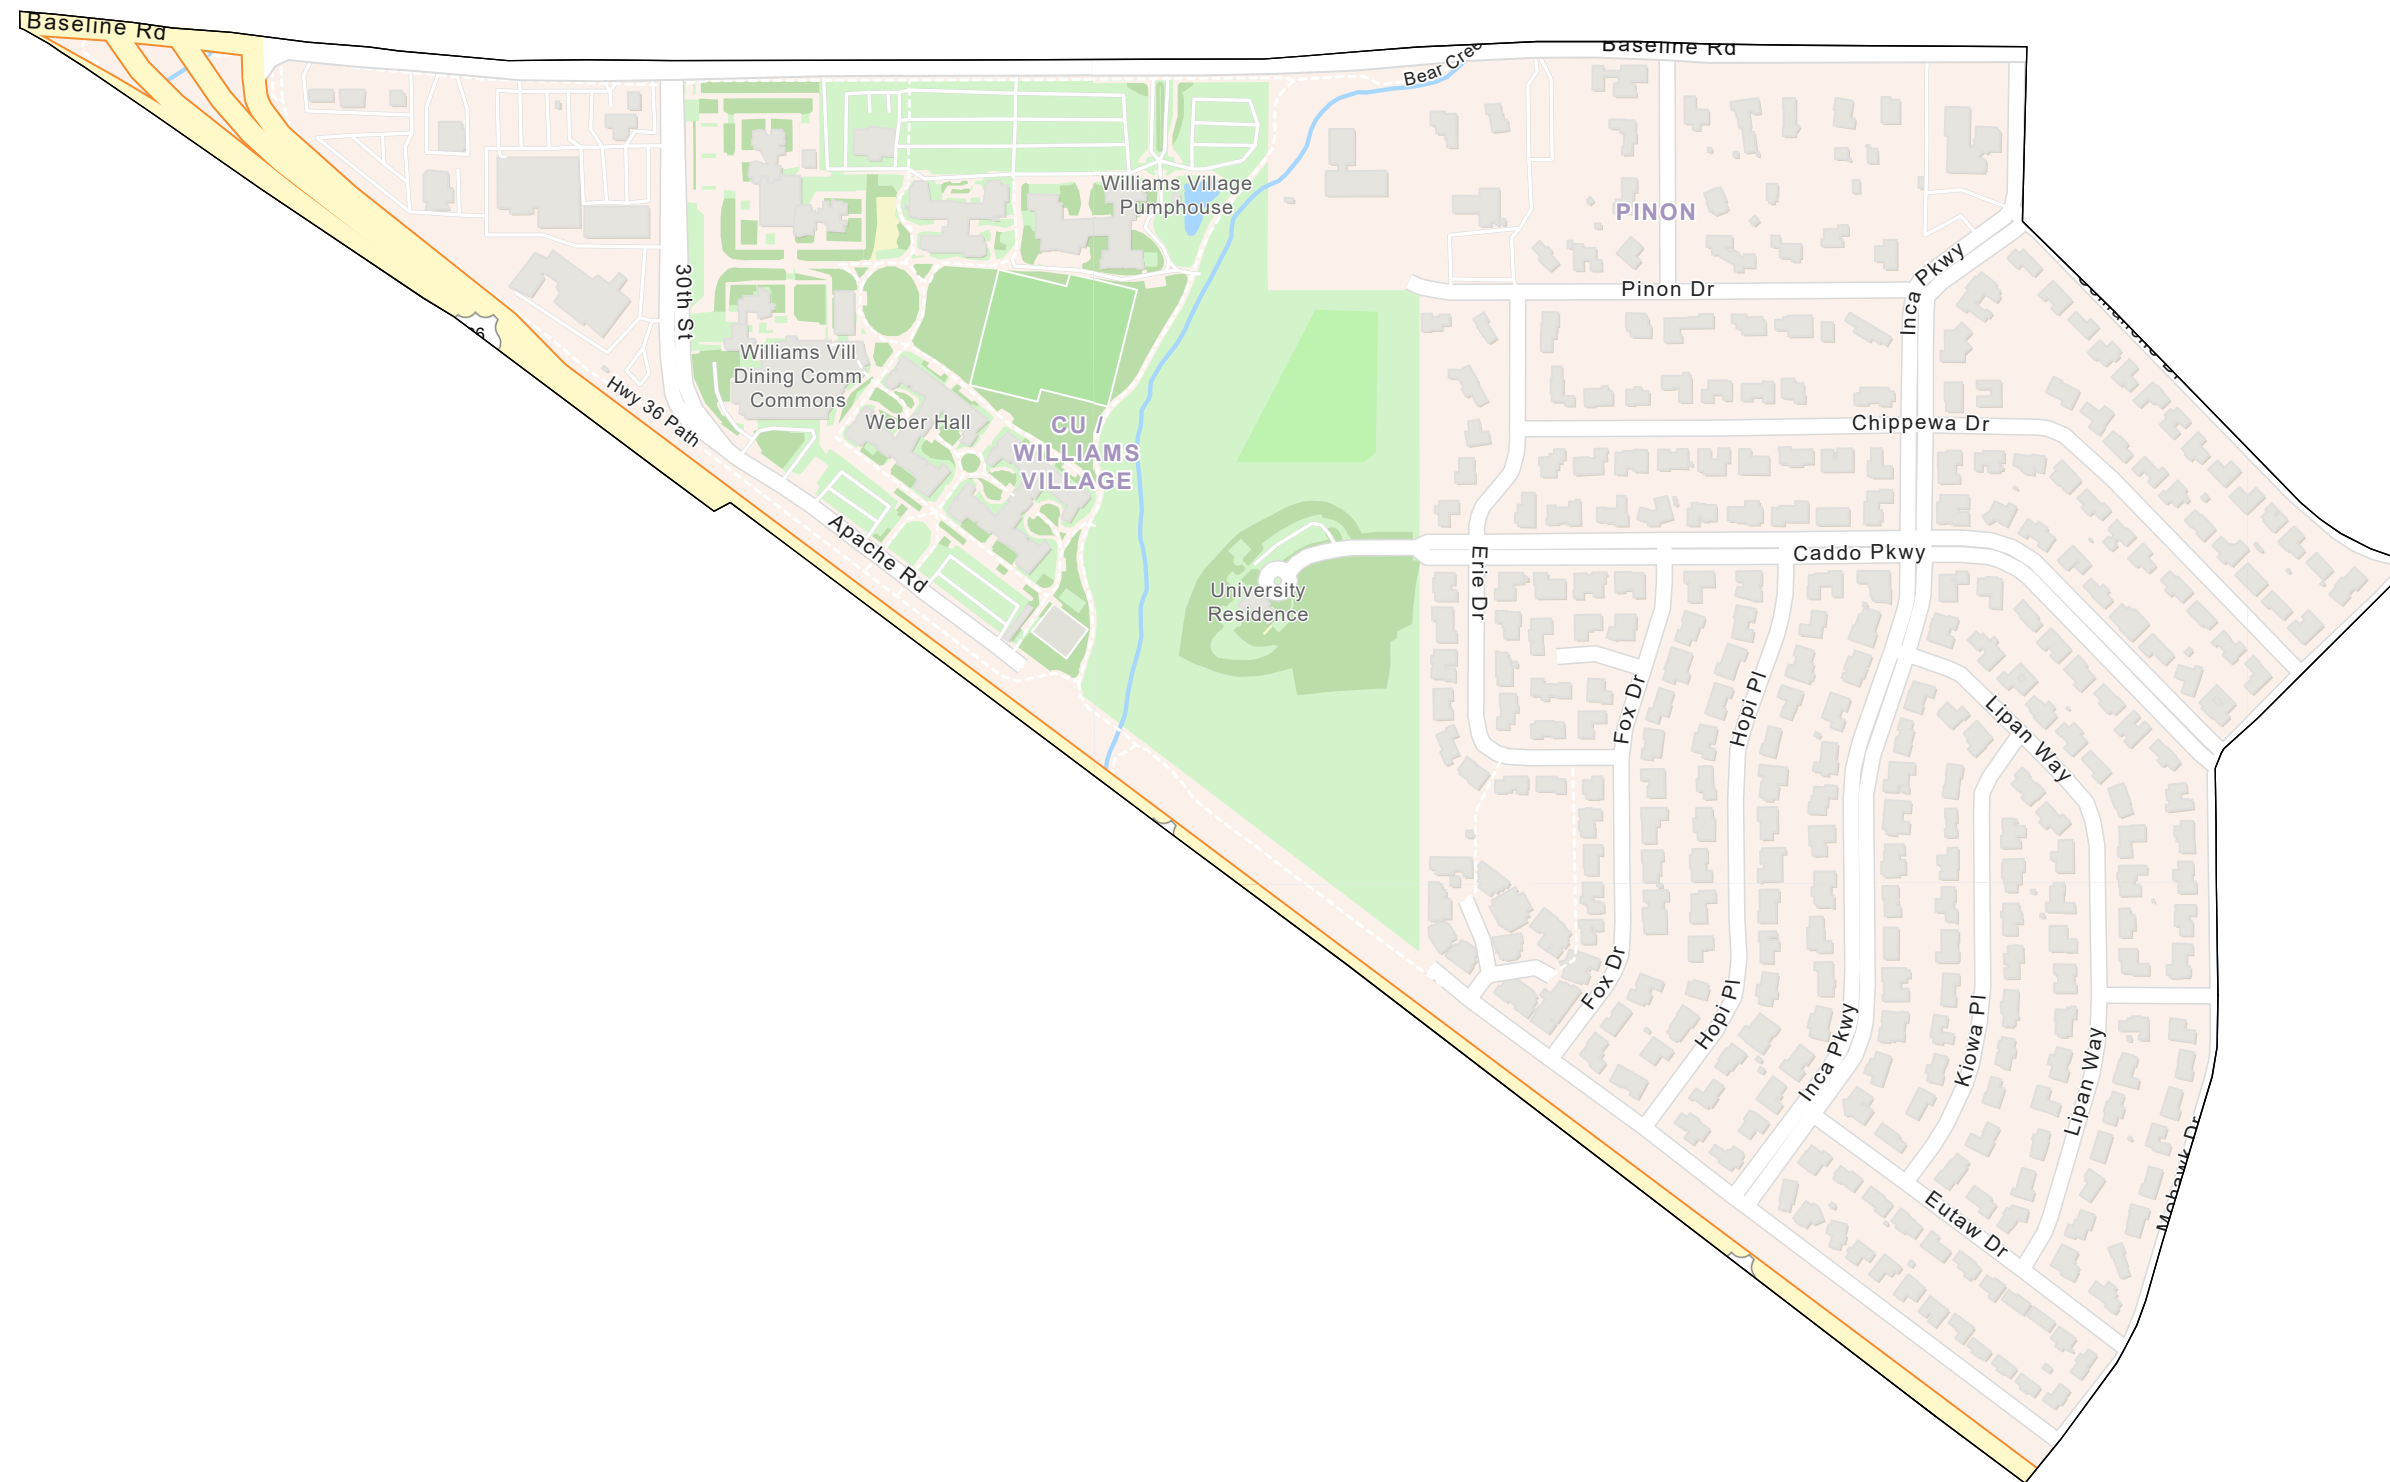 Baseline Rd
Baseline Rd
Bear Cree
Williams Village
Pumphouse
PINON
30th St
Pinon Dr
Inca Pkwy
Williams Vill
Dining Comm
Commons
Hwy 36 Path
Weber Hall
CU /
WILLIAMS
VILLAGE
Chippewa Dr
Apache Rd
Erie Dr
Caddo Pkwy
University
Residence
Fox Dr
Hopi Pl
Lipan Way
Fox Dr
Hopi Pl
Inca Pkwy
Kiowa Pl
Lipan Way
Mohawk Dr
Eutaw Dr